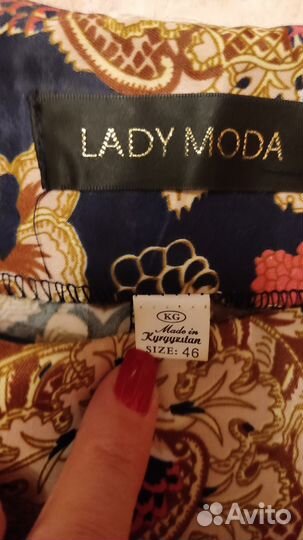 LADY MODA
KG
Made in
Kyrgyzstan
SIZE: 46
Avito